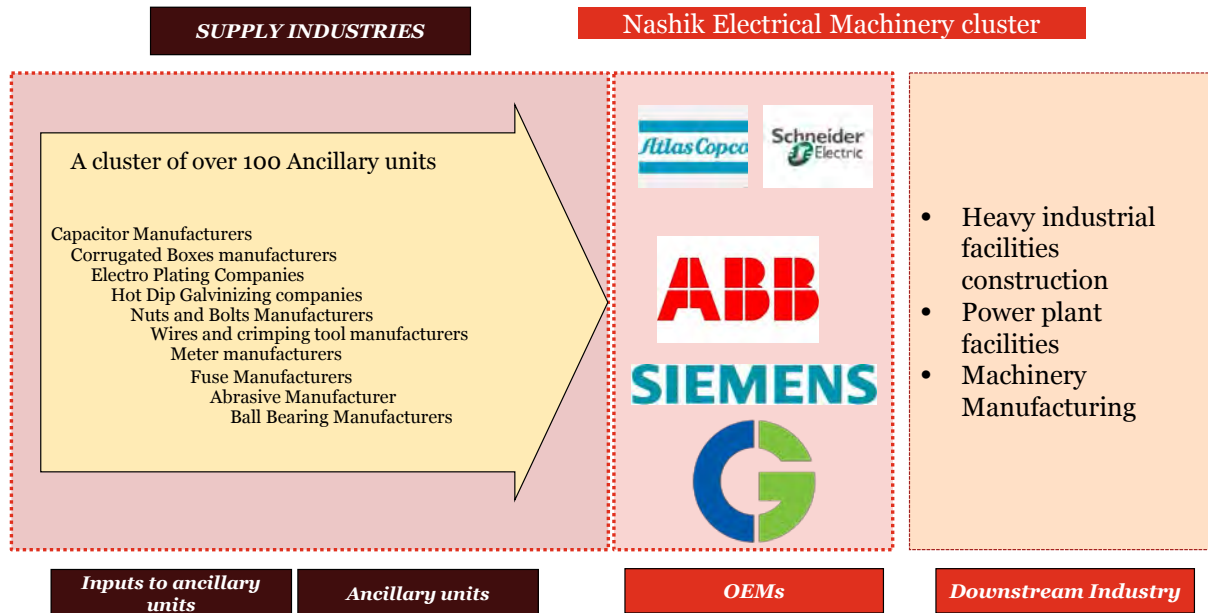 SUPPLY INDUSTRIES
Nashik Electrical Machinery cluster
A cluster of over 100 Ancillary units
Capacitor Manufacturers
Corrugated Boxes manufacturers
Electro Plating Companies
Hot Dip Galvinizing companies
Nuts and Bolts Manufacturers
Wires and crimping tool manufacturers
Meter manufacturers
Fuse Manufacturers
Abrasive Manufacturer
Ball Bearing Manufacturers
Atlas Copco
Schneider
Electric
ABB
SIEMENS
CG
• Heavy industrial
facilities
construction
• Power plant
facilities
• Machinery
Manufacturing
Inputs to ancillary
units
Ancillary units
OEMs
Downstream Industry